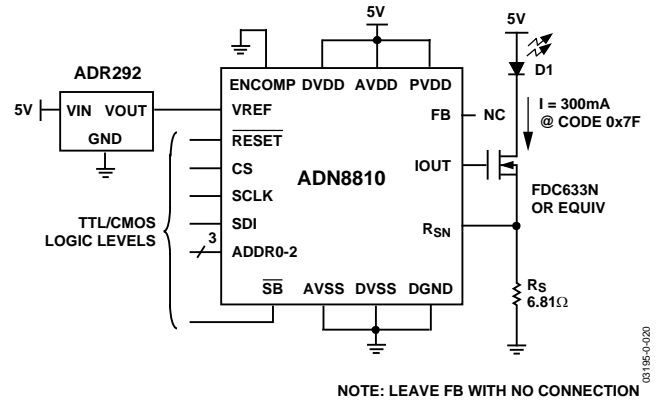 5V
5V
ADR292
ENCOMP DVDD AVDD PVDD
D1
5V
VIN VOUT
GND
VREF
FB
NC
I = 300mA
@ CODE 0x7F
RESET
CS
SCLK
SDI
ADDR0-2
3
TTL/CMOS
LOGIC LEVELS
ADN8810
IOUT
FDC633N
OR EQUIV
RSN
SB AVSS DVSS DGND
RS
6.81Ω
03195-0-020
NOTE: LEAVE FB WITH NO CONNECTION